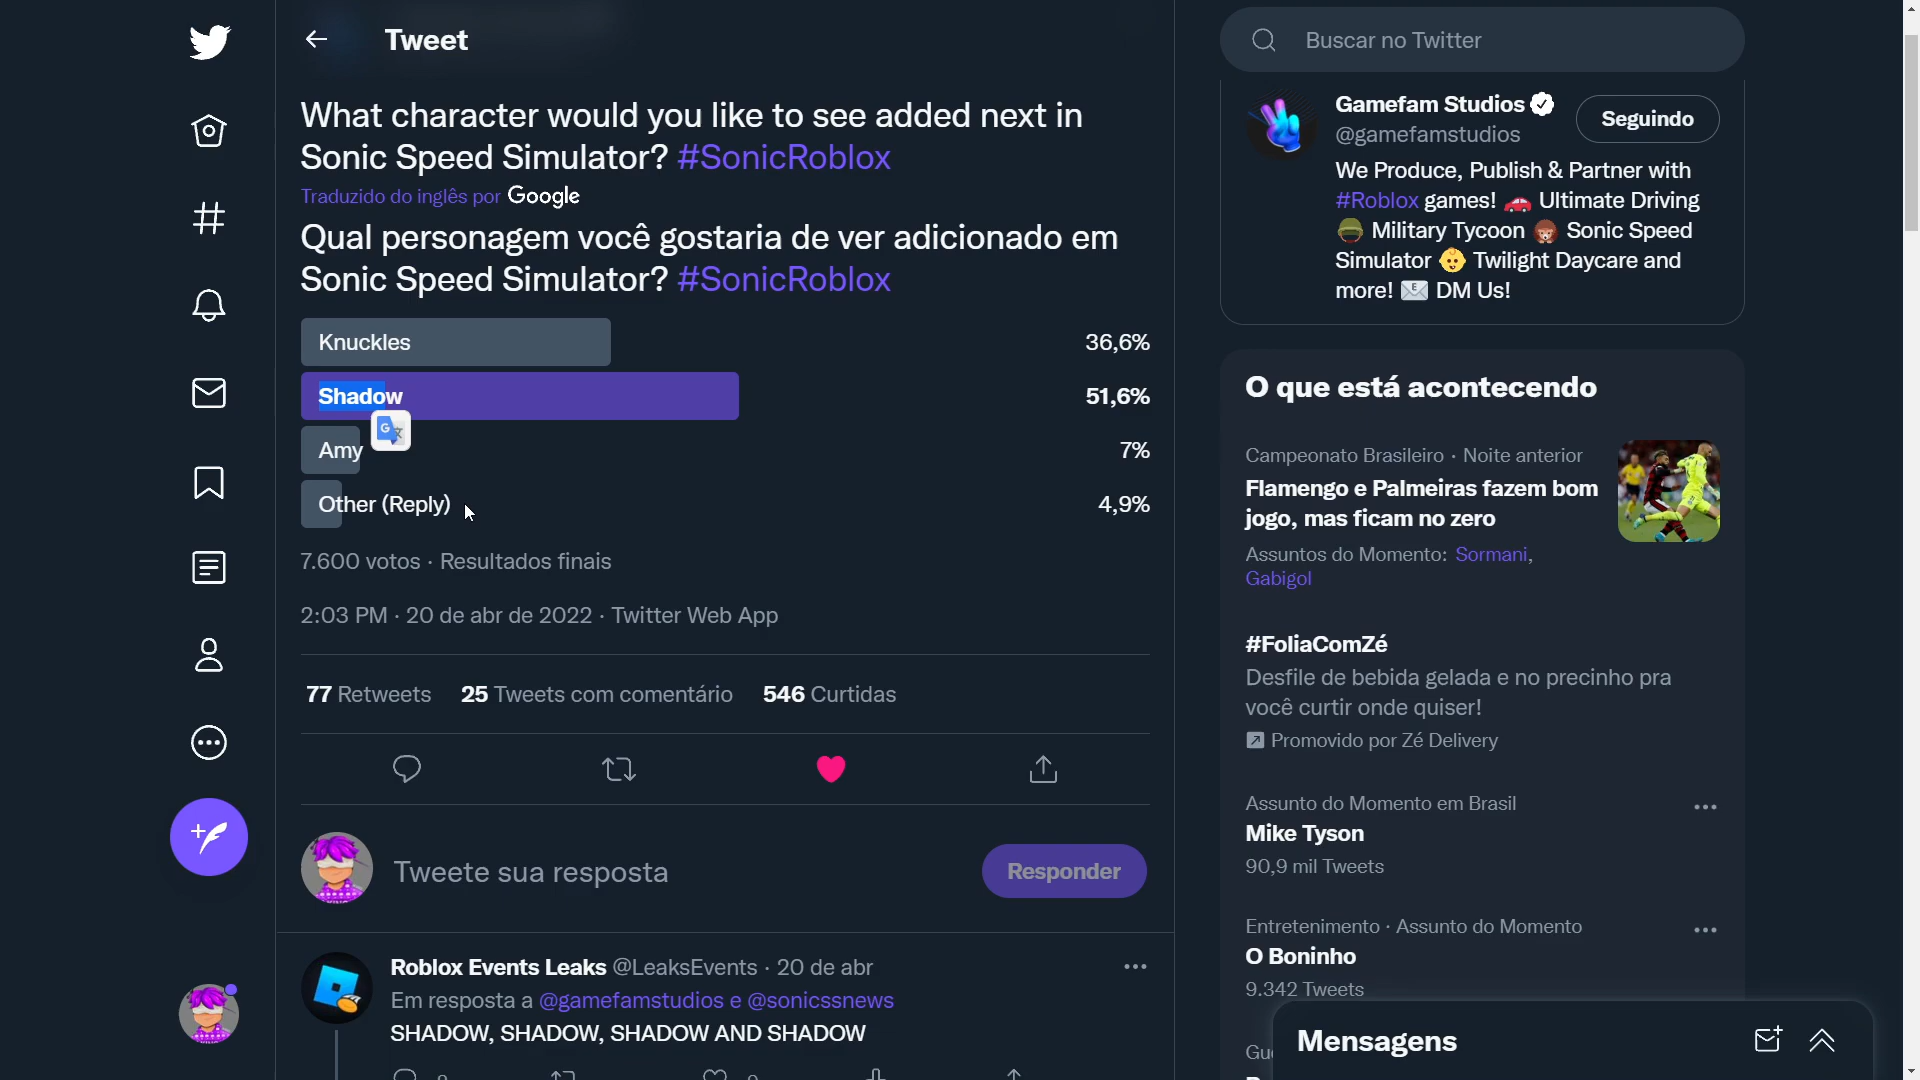 Tweet
What character would you like to see added next in
Sonic Speed Simulator? #SonicRoblox
Traduzido do inglês por Google
Qual personagem você gostaria de ver adicionado em
Sonic Speed Simulator? #SonicRoblox
Knuckles 36,6%
Shadow 51,6%
Amy 7%
Other (Reply) 4,9%
7.600 votos · Resultados finais
2:03 PM · 20 de abr de 2022 · Twitter Web App
77 Retweets 25 Tweets com comentário 546 Curtidas
Tweete sua resposta
Responder
Roblox Events Leaks @LeaksEvents · 20 de abr
Em resposta a @gamefamstudios e @sonicssnews
SHADOW, SHADOW, SHADOW AND SHADOW
Buscar no Twitter
Gamefam Studios
@gamefamstudios
Seguindo
We Produce, Publish & Partner with
#Roblox games! 🚗 Ultimate Driving
Military Tycoon Sonic Speed
Simulator 👶 Twilight Daycare and
more! 📧 DM Us!
O que está acontecendo
Campeonato Brasileiro · Noite anterior
Flamengo e Palmeiras fazem bom
jogo, mas ficam no zero
Assuntos do Momento: Sormani,
Gabigol
#FoliaComZé
Desfile de bebida gelada e no precinho pra
você curtir onde quiser!
Promovido por Zé Delivery
Assunto do Momento em Brasil
Mike Tyson
90,9 mil Tweets
Entretenimento · Assunto do Momento
O Boninho
9.342 Tweets
Mensagens